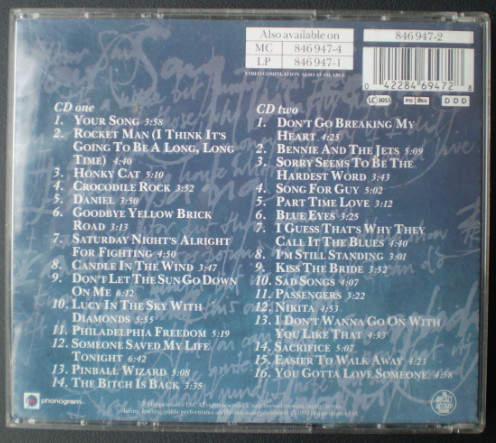 Also available on
846 947-2
MC 846 947-4
LP 846 947-1
VIDEO COMPILATION ALSO AVAILABLE
0 42284 69472 8
LC 3051
DDD
CD one
1. YOUR SONG 3:58
2. ROCKET MAN (I THINK IT'S
GOING TO BE A LONG, LONG
TIME) 4:40
3. HONKY CAT 5:10
4. CROCODILE ROCK 3:52
5. DANIEL 3:50
6. GOODBYE YELLOW BRICK
ROAD 3:13
7. SATURDAY NIGHT'S ALRIGHT
FOR FIGHTING 4:50
8. CANDLE IN THE WIND 3:47
9. DON'T LET THE SUN GO DOWN
ON ME 6:12
10. LUCY IN THE SKY WITH
DIAMONDS 5:55
11. PHILADELPHIA FREEDOM 5:19
12. SOMEONE SAVED MY LIFE
TONIGHT 6:42
13. PINBALL WIZARD 5:08
14. THE BITCH IS BACK 3:35
CD two
1. DON'T GO BREAKING MY
HEART 4:25
2. BENNIE AND THE JETS 5:09
3. SORRY SEEMS TO BE THE
HARDEST WORD 3:43
4. SONG FOR GUY 5:02
5. PART TIME LOVE 3:12
6. BLUE EYES 3:25
7. I GUESS THAT'S WHY THEY
CALL IT THE BLUES 4:40
8. I'M STILL STANDING 3:01
9. KISS THE BRIDE 3:52
10. SAD SONGS 4:07
11. PASSENGERS 3:22
12. NIKITA 4:53
13. I DON'T WANNA GO ON WITH
YOU LIKE THAT 4:33
14. SACRIFICE 5:07
15. EASIER TO WALK AWAY 4:23
16. YOU GOTTA LOVE SOMEONE 4:58
phonogram